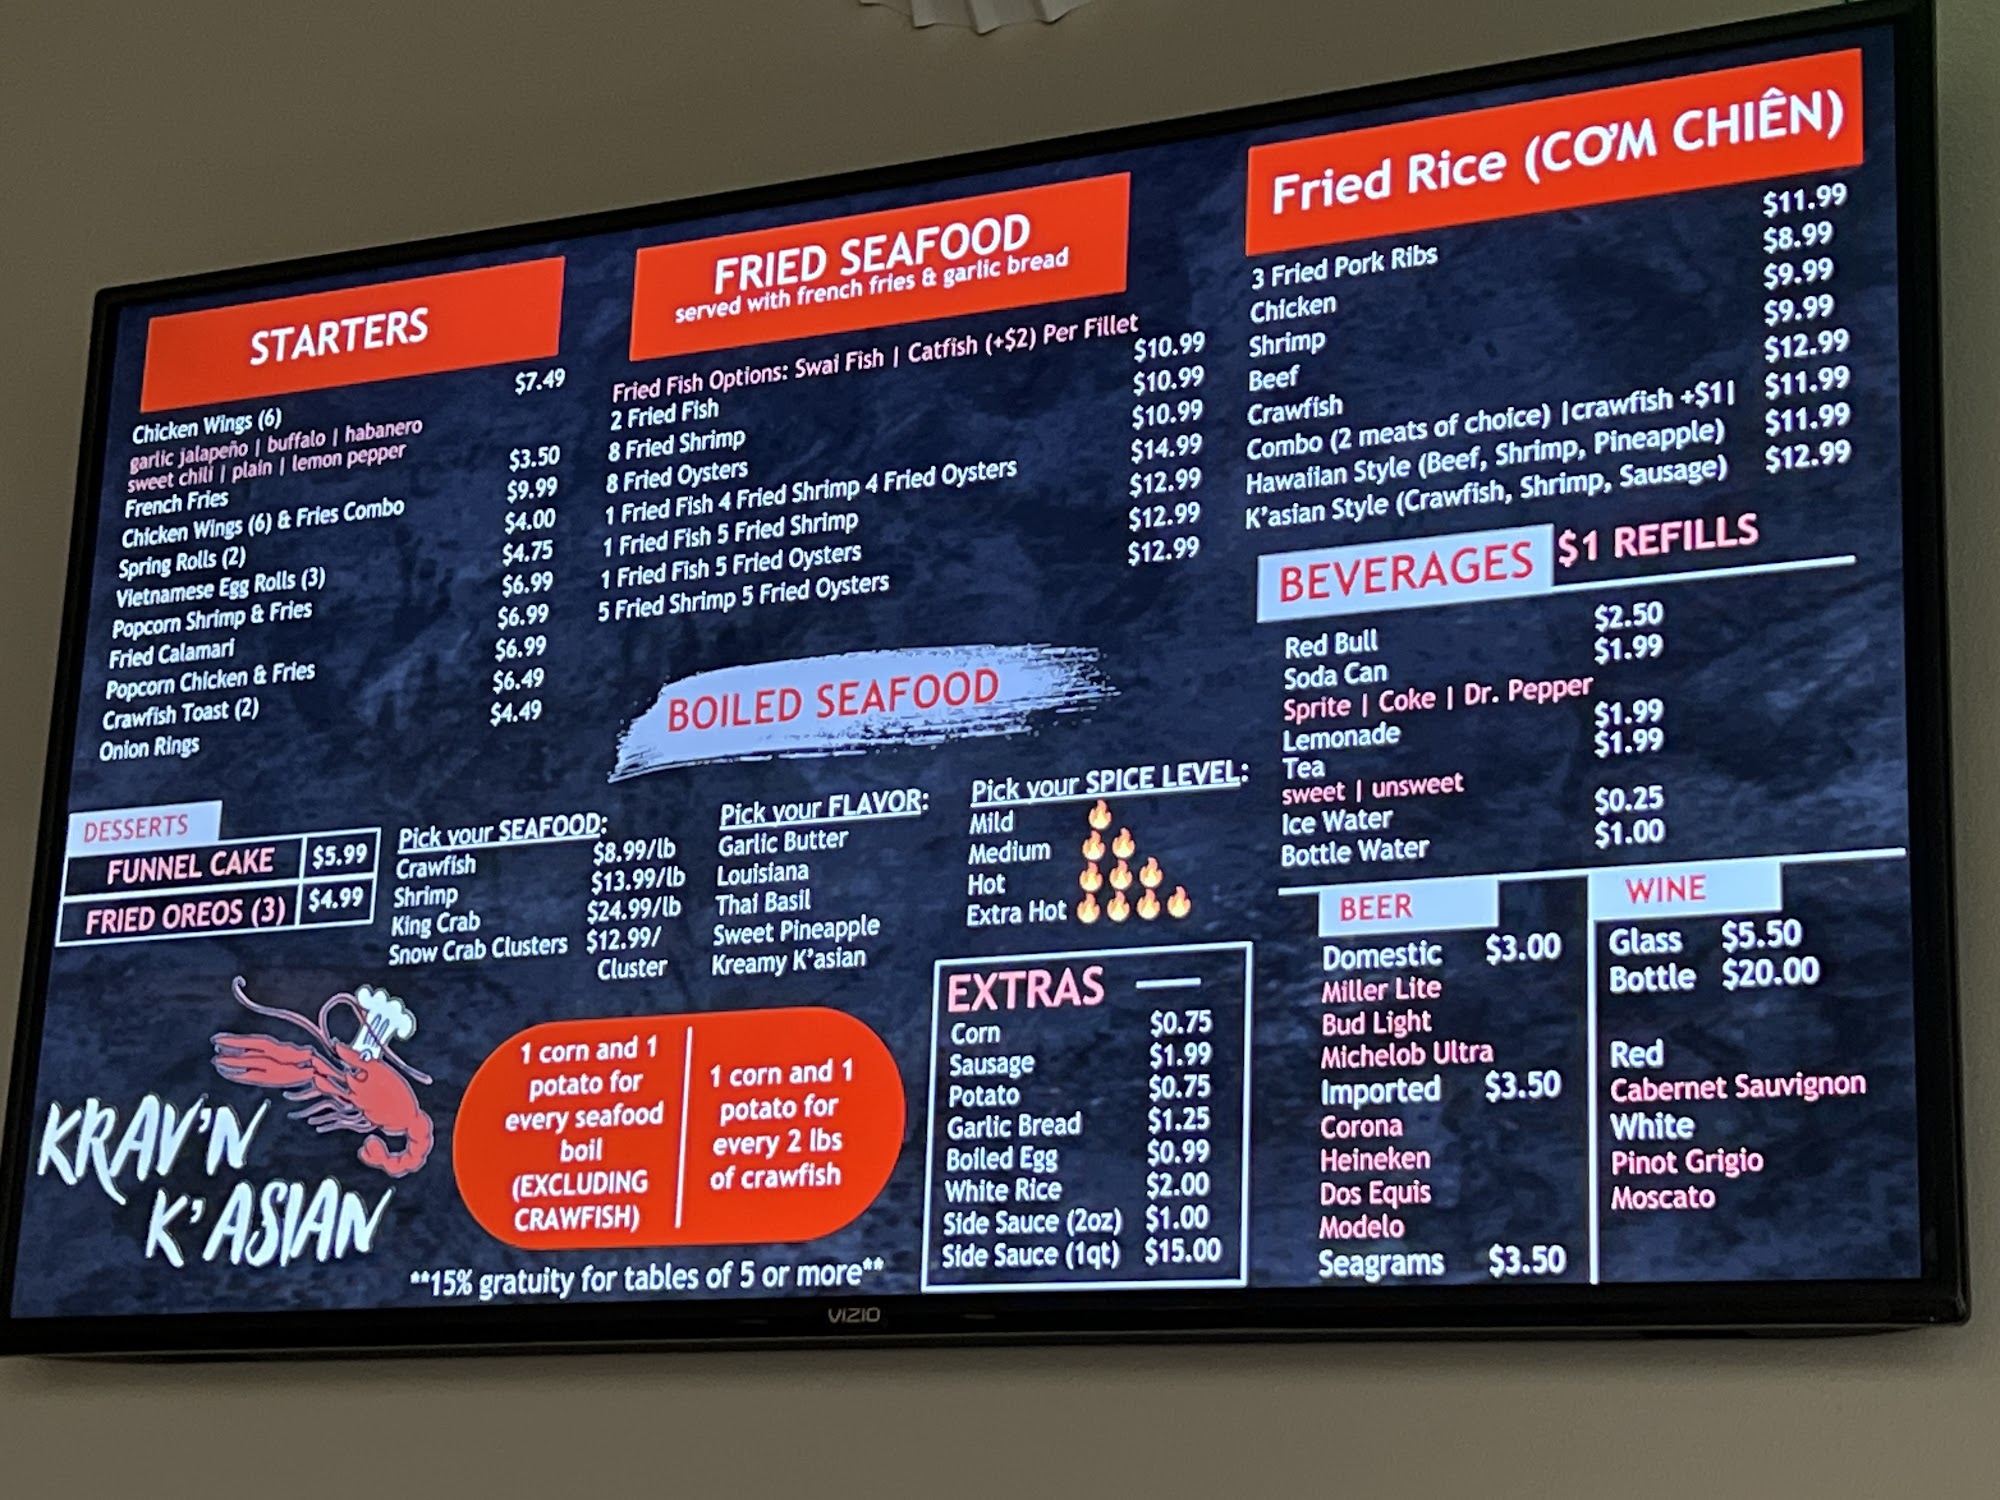 STARTERS
Chicken Wings (6) $7.49
garlic jalapeño | buffalo | habanero
sweet chili | plain | lemon pepper
French Fries $3.50
Chicken Wings (6) & Fries Combo $9.99
Spring Rolls (2) $4.00
Vietnamese Egg Rolls (3) $4.75
Popcorn Shrimp & Fries $6.99
Fried Calamari $6.99
Popcorn Chicken & Fries $6.99
Crawfish Toast (2) $6.49
Onion Rings $4.49
DESSERTS
FUNNEL CAKE $5.99
FRIED OREOS (3) $4.99
KRAV'N
K'ASIAN
FRIED SEAFOOD
served with french fries & garlic bread
Fried Fish Options: Swai Fish | Catfish (+$2) Per Fillet
2 Fried Fish $10.99
8 Fried Shrimp $10.99
8 Fried Oysters $10.99
1 Fried Fish 4 Fried Shrimp 4 Fried Oysters $14.99
1 Fried Fish 5 Fried Shrimp $12.99
1 Fried Fish 5 Fried Oysters $12.99
5 Fried Shrimp 5 Fried Oysters $12.99
BOILED SEAFOOD
Pick your SEAFOOD:
Crawfish $8.99/lb
Shrimp $13.99/lb
King Crab $24.99/lb
Snow Crab Clusters $12.99/
Cluster
Pick your FLAVOR:
Garlic Butter
Louisiana
Thai Basil
Sweet Pineapple
Kreamy K'asian
Pick your SPICE LEVEL:
Mild
Medium
Hot
Extra Hot
1 corn and 1
potato for
every seafood
boil
(EXCLUDING
CRAWFISH)
1 corn and 1
potato for
every 2 lbs
of crawfish
**15% gratuity for tables of 5 or more**
EXTRAS
Corn $0.75
Sausage $1.99
Potato $0.75
Garlic Bread $1.25
Boiled Egg $0.99
White Rice $2.00
Side Sauce (2oz) $1.00
Side Sauce (1qt) $15.00
Fried Rice (CƠM CHIÊN)
3 Fried Pork Ribs $11.99
Chicken $8.99
Shrimp $9.99
Beef $9.99
Crawfish $12.99
Combo (2 meats of choice) |crawfish +$1| $11.99
Hawaiian Style (Beef, Shrimp, Pineapple) $11.99
K'asian Style (Crawfish, Shrimp, Sausage) $12.99
BEVERAGES $1 REFILLS
Red Bull $2.50
Soda Can $1.99
Sprite | Coke | Dr. Pepper
Lemonade $1.99
Tea $1.99
sweet | unsweet
Ice Water $0.25
Bottle Water $1.00
BEER
Domestic $3.00
Miller Lite
Bud Light
Michelob Ultra
Imported $3.50
Corona
Heineken
Dos Equis
Modelo
Seagrams $3.50
WINE
Glass $5.50
Bottle $20.00
Red
Cabernet Sauvignon
White
Pinot Grigio
Moscato
VIZIO